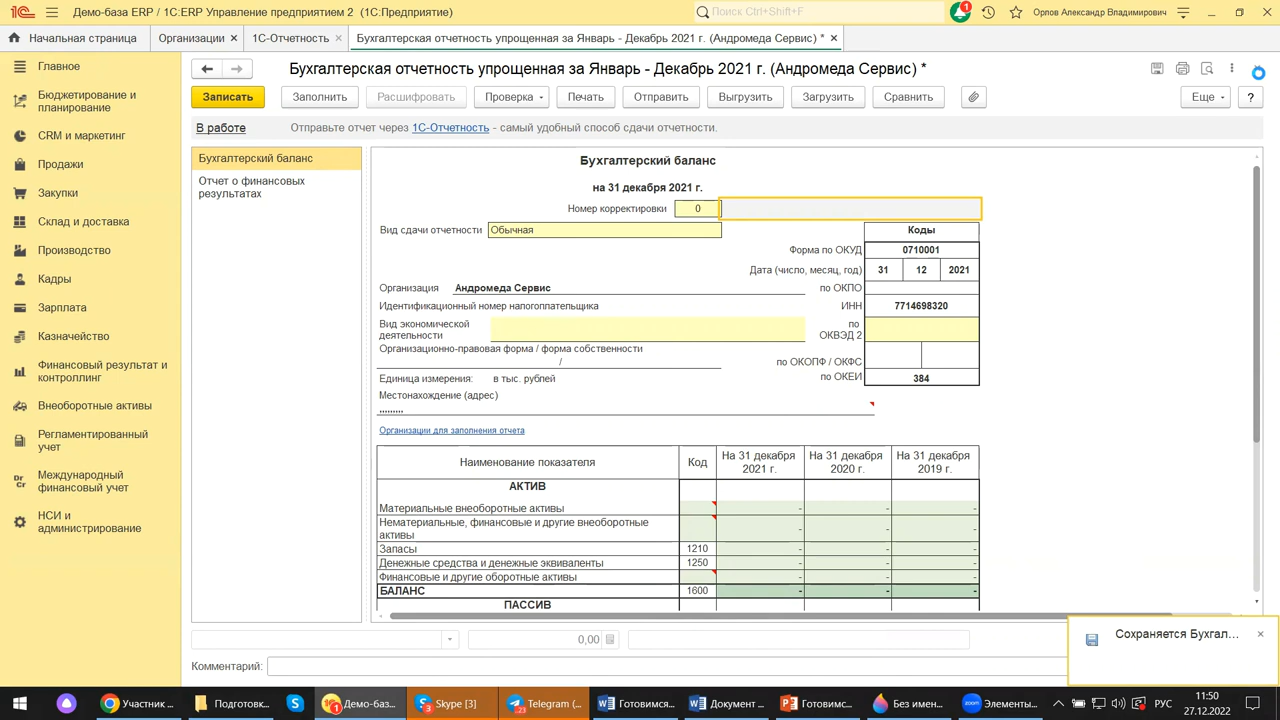 Демо-база ERP / 1С:ERP Управление предприятием 2 (1С:Предприятие)
Поиск Ctrl+Shift+F
1
Орлов Александр Владимирович
Начальная страница
Организации
1С-Отчетность
Бухгалтерская отчетность упрощенная за Январь - Декабрь 2021 г. (Андромеда Сервис) *
Главное
Бюджетирование и
планирование
CRM и маркетинг
Продажи
Закупки
Склад и доставка
Производство
Кадры
Зарплата
Казначейство
Финансовый результат и
контроллинг
Внеоборотные активы
Регламентированный
учет
Международный
финансовый учет
НСИ и
администрирование
Бухгалтерская отчетность упрощенная за Январь - Декабрь 2021 г. (Андромеда Сервис) *
Записать
Заполнить
Расшифровать
Проверка
Печать
Отправить
Выгрузить
Загрузить
Сравнить
Еще
?
В работе
Отправьте отчет через 1С-Отчетность - самый удобный способ сдачи отчетности.
Бухгалтерский баланс
Отчет о финансовых
результатах
Бухгалтерский баланс
на 31 декабря 2021 г.
Номер корректировки 0
Вид сдачи отчетности Обычная
Коды
Форма по ОКУД 0710001
Дата (число, месяц, год) 31 12 2021
Организация Андромеда Сервис по ОКПО
Идентификационный номер налогоплательщика ИНН 7714698320
Вид экономической
деятельности
по
ОКВЭД 2
Организационно-правовая форма / форма собственности
/ по ОКОПФ / ОКФС
Единица измерения: в тыс. рублей по ОКЕИ 384
Местонахождение (адрес)
,,,,,,,,,
Организации для заполнения отчета
Наименование показателя Код На 31 декабря 2021 г. На 31 декабря 2020 г. На 31 декабря 2019 г.
АКТИВ
Материальные внеоборотные активы - - -
Нематериальные, финансовые и другие внеоборотные
активы - - -
Запасы 1210 - - -
Денежные средства и денежные эквиваленты 1250 - - -
Финансовые и другие оборотные активы - - -
БАЛАНС 1600 - - -
ПАССИВ
0,00
Комментарий:
Сохраняется Бухгал...
Участник ...
Подготовк...
Демо-баз...
Skype [3]
Telegram (...
Готовимся...
Документ ...
Готовимс...
Без имен...
Элементы...
РУС
11:50
27.12.2022